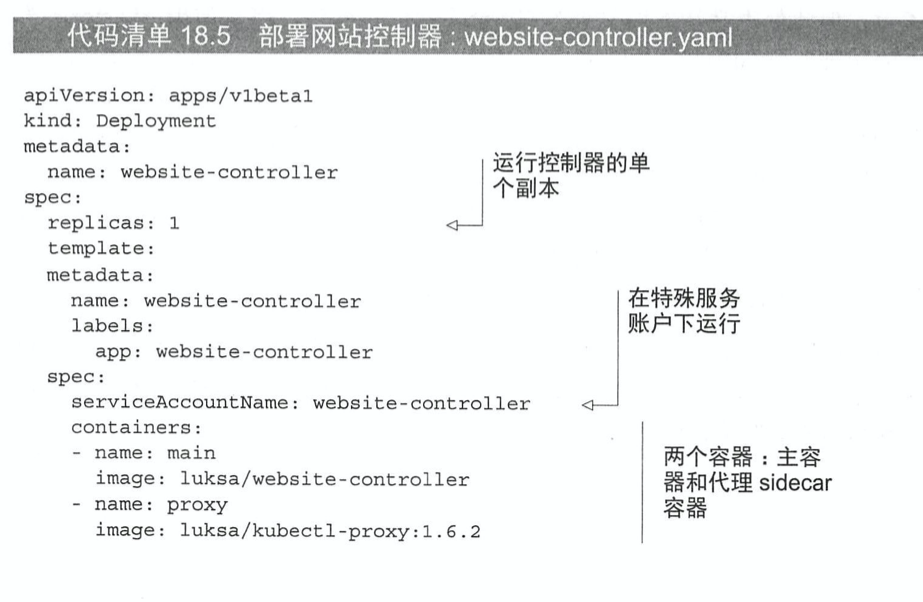 代码清单 18.5 部署网站控制器：website-controller.yaml
apiVersion: apps/v1beta1
kind: Deployment
metadata:
  name: website-controller
spec:
  replicas: 1
  template:
  metadata:
    name: website-controller
    labels:
      app: website-controller
  spec:
    serviceAccountName: website-controller
    containers:
    - name: main
      image: luksa/website-controller
    - name: proxy
      image: luksa/kubectl-proxy:1.6.2
运行控制器的单
个副本
在特殊服务
账户下运行
两个容器：主容
器和代理 sidecar
容器